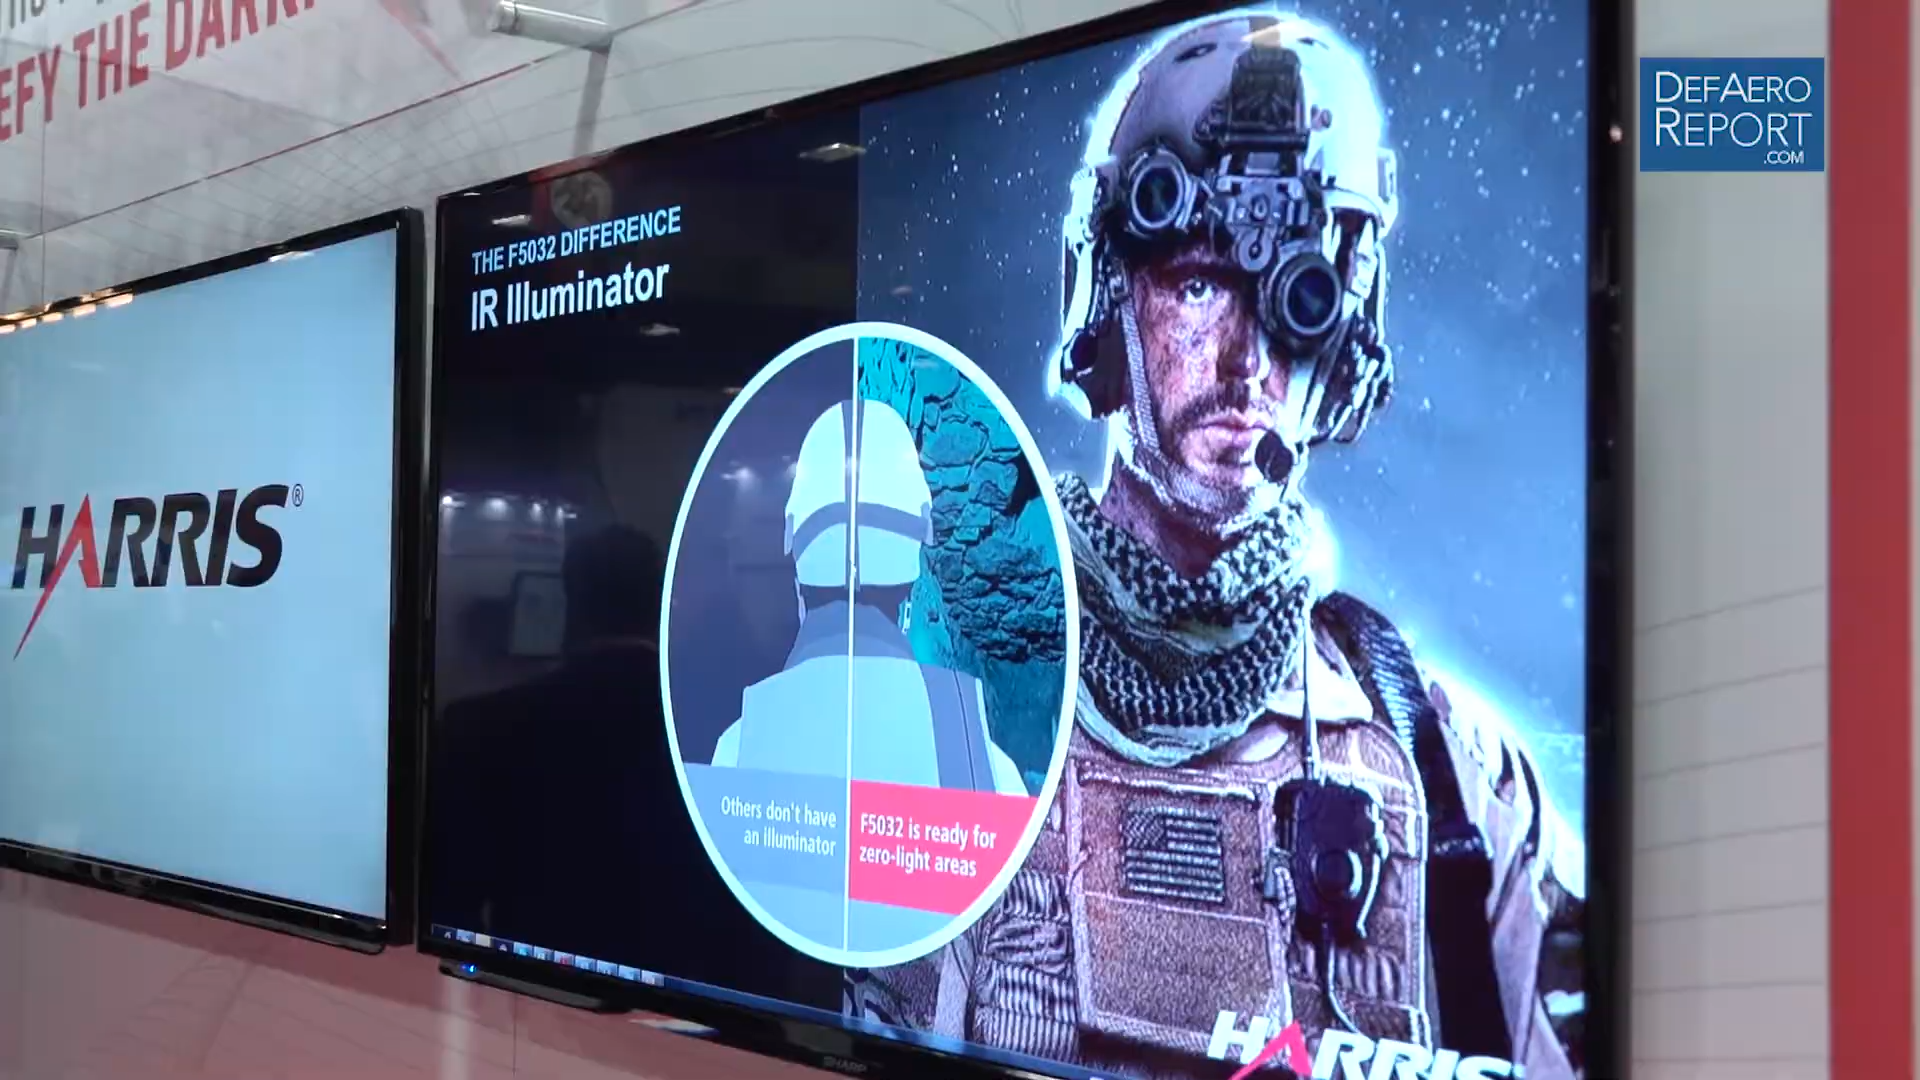 EFY THE DARK
HARRIS®
THE F5032 DIFFERENCE
IR Illuminator
Others don't have
an illuminator
F5032 is ready for
zero-light areas
HARRIS
SHARP
DEFAERO
REPORT
.COM